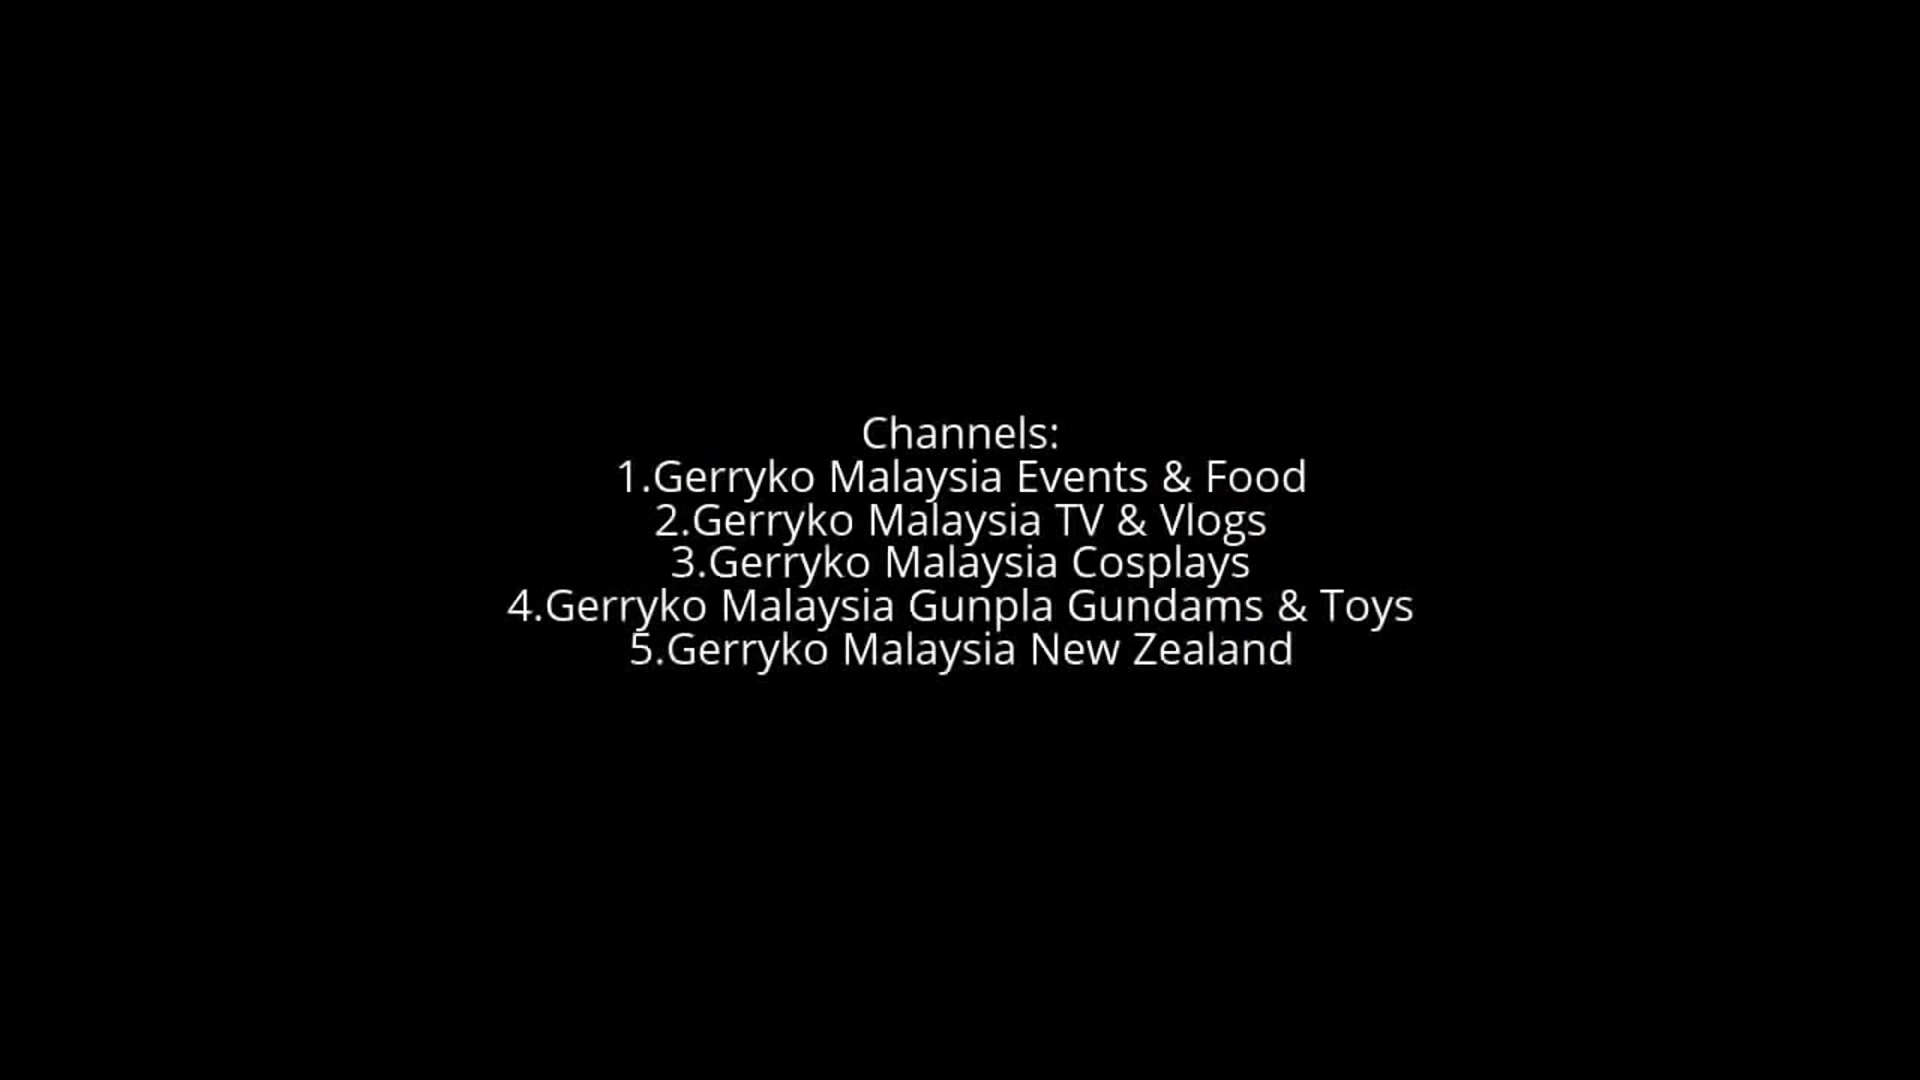 Channels:
1.Gerryko Malaysia Events & Food
2.Gerryko Malaysia TV & Vlogs
3.Gerryko Malaysia Cosplays
4.Gerryko Malaysia Gunpla Gundams & Toys
5.Gerryko Malaysia New Zealand